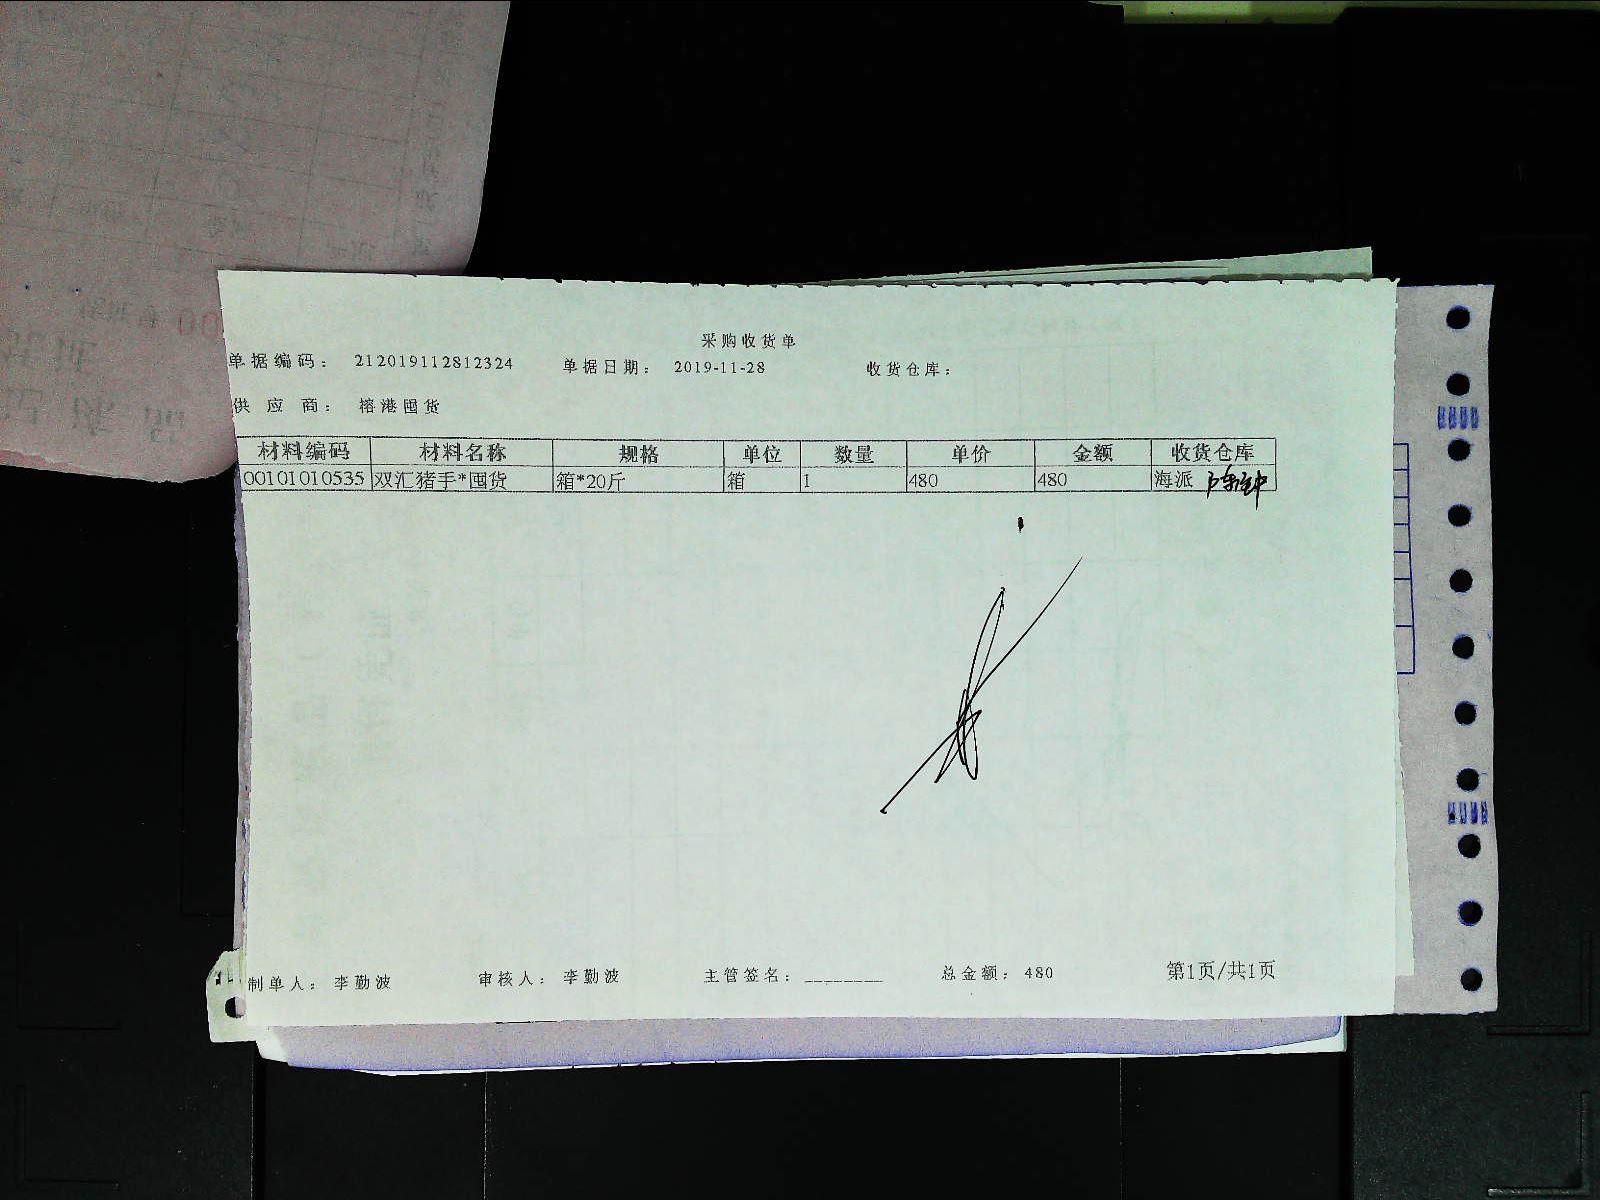 采购收货单
单据编码： 212019112812324 单据日期： 2019-11-28 收货仓库：
供 应 商： 榕港囤货
材料编码 材料名称 规格 单位 数量 单价 金额 收货仓库
00101010535 双汇猪手*囤货 箱*20斤 箱 1 480 480 海派
制单人： 李勤波 审核人： 李勤波 主管签名： ________ 总金额： 480 第1页/共1页